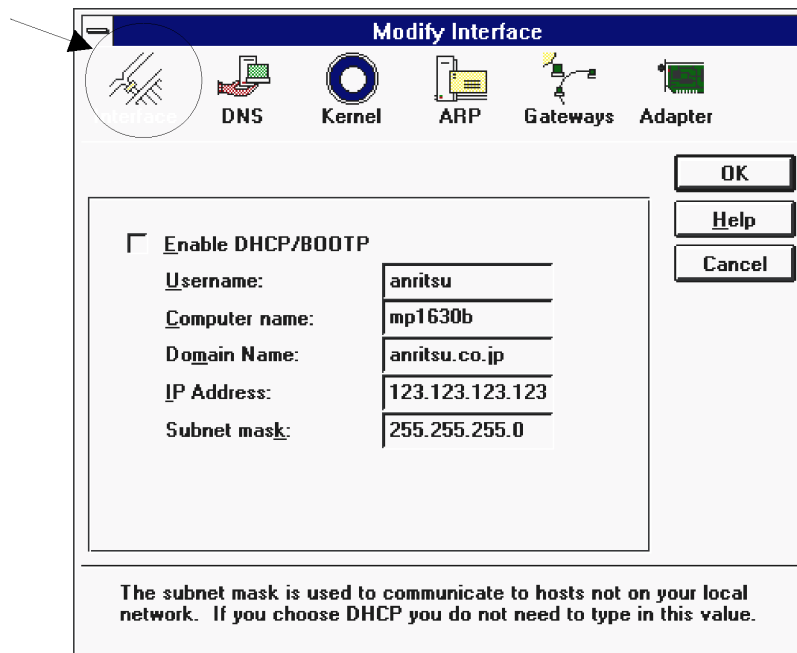 Modify Interface
Interface DNS Kernel ARP Gateways Adapter
OK
Help
Cancel
Enable DHCP/BOOTP
Username: anritsu
Computer name: mp1630b
Domain Name: anritsu.co.jp
IP Address: 123.123.123.123
Subnet mask: 255.255.255.0
The subnet mask is used to communicate to hosts not on your local
network. If you choose DHCP you do not need to type in this value.